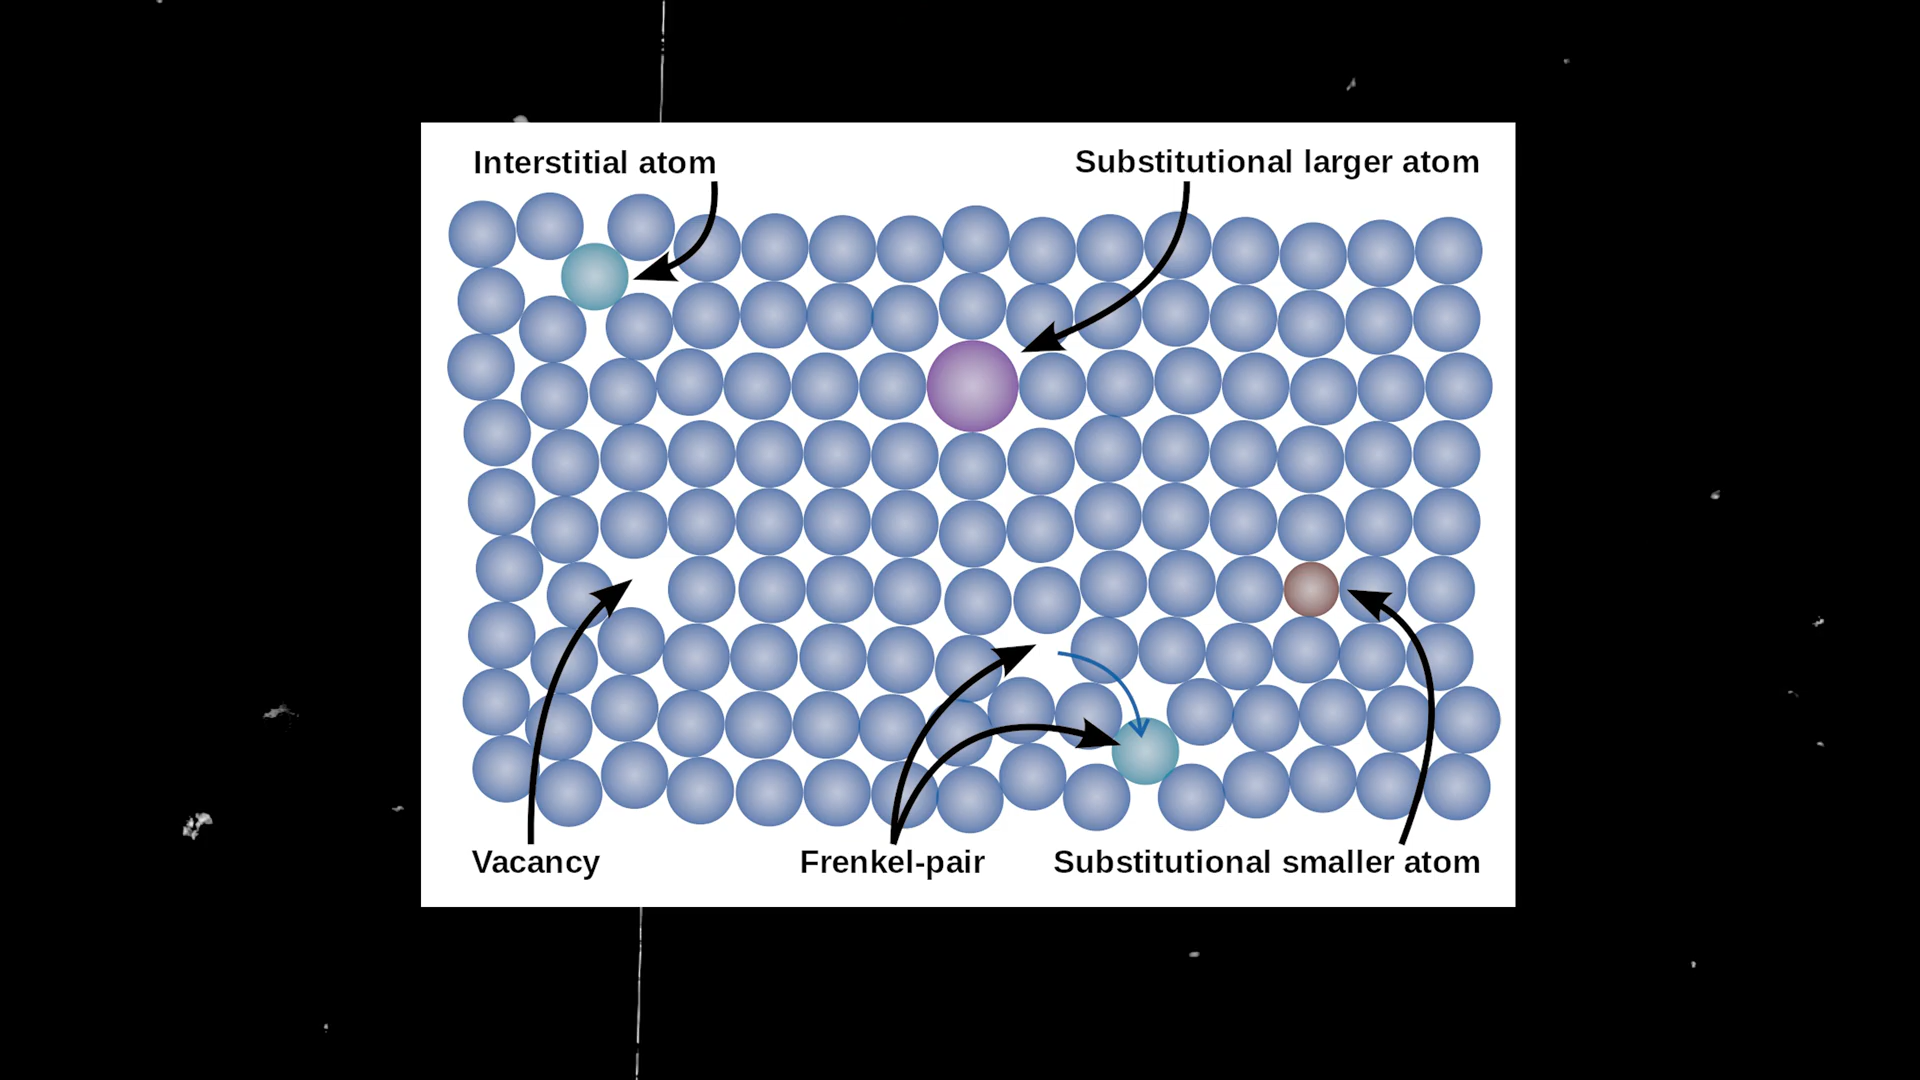 Interstitial atom
Substitutional larger atom
Vacancy
Frenkel-pair
Substitutional smaller atom